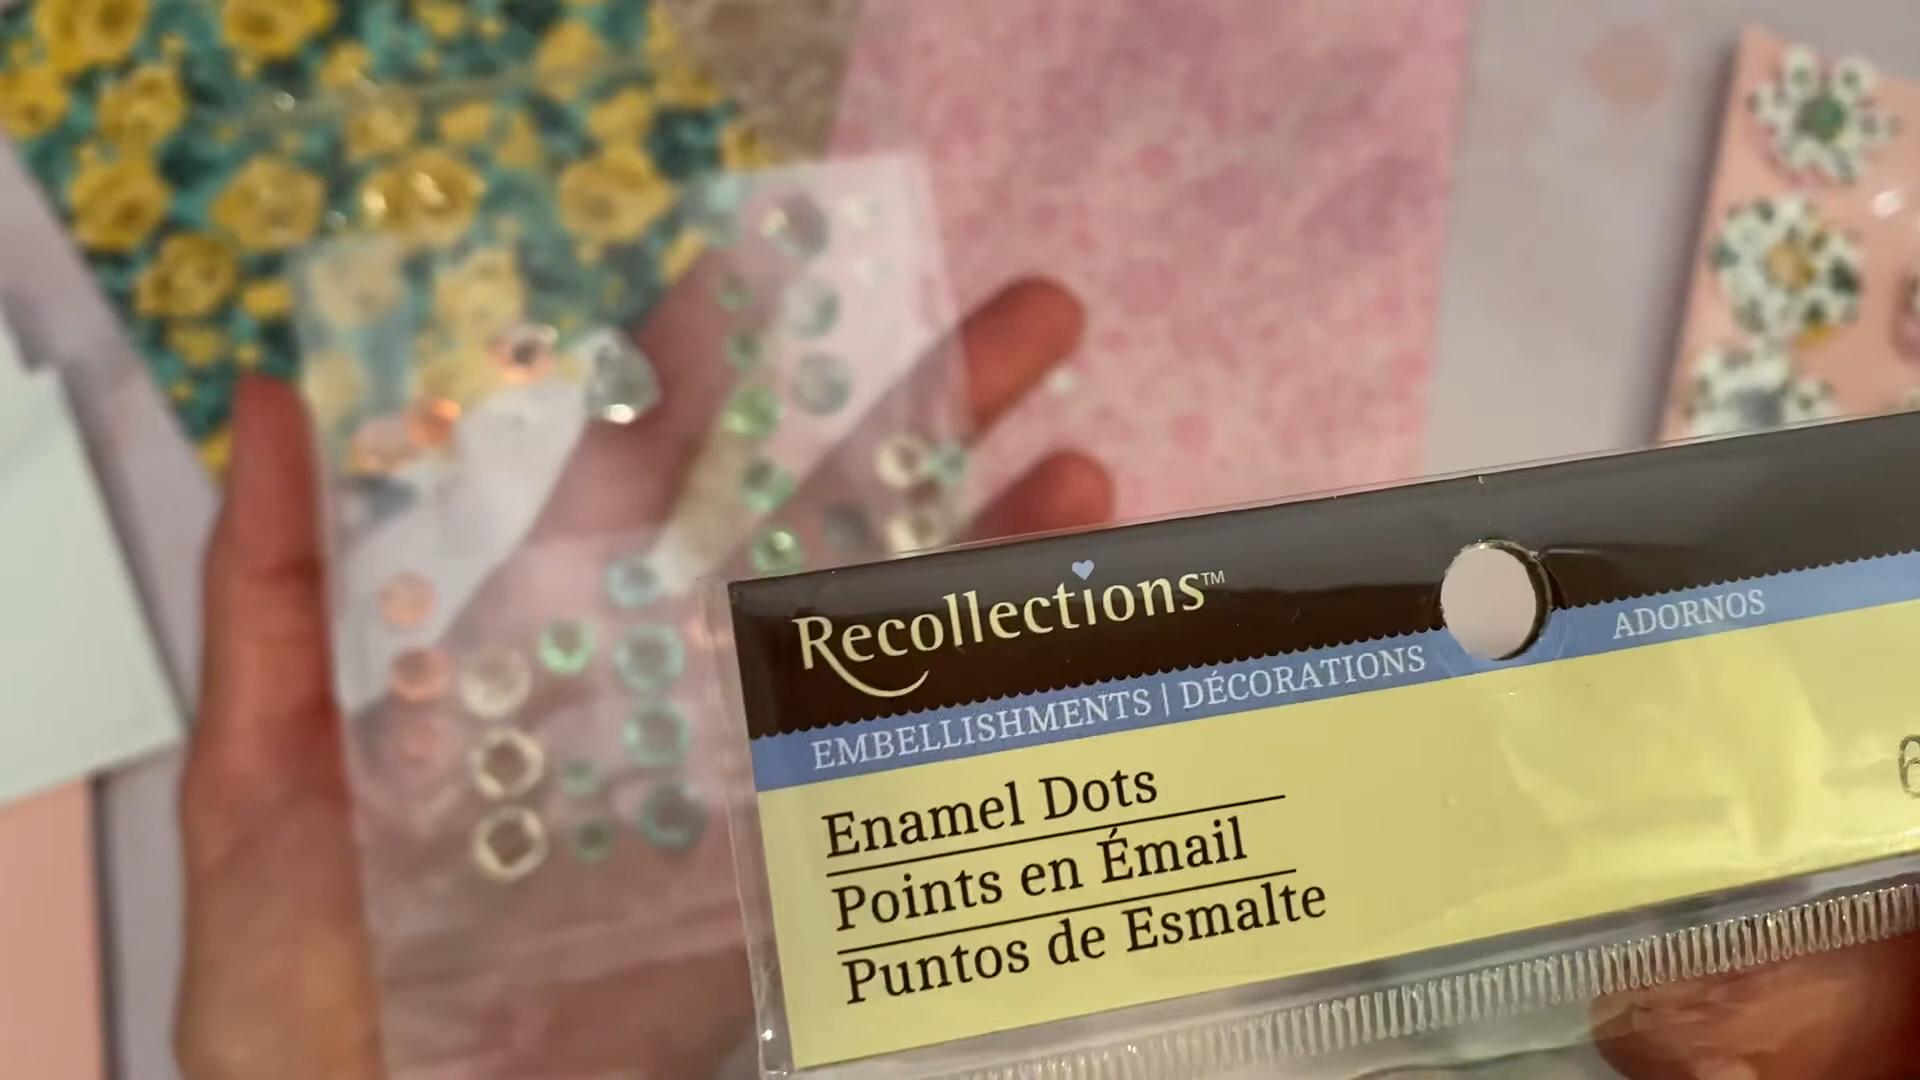 Recollections™
EMBELLISHMENTS | DÉCORATIONS
ADORNOS
Enamel Dots
Points en Émail
Puntos de Esmalte